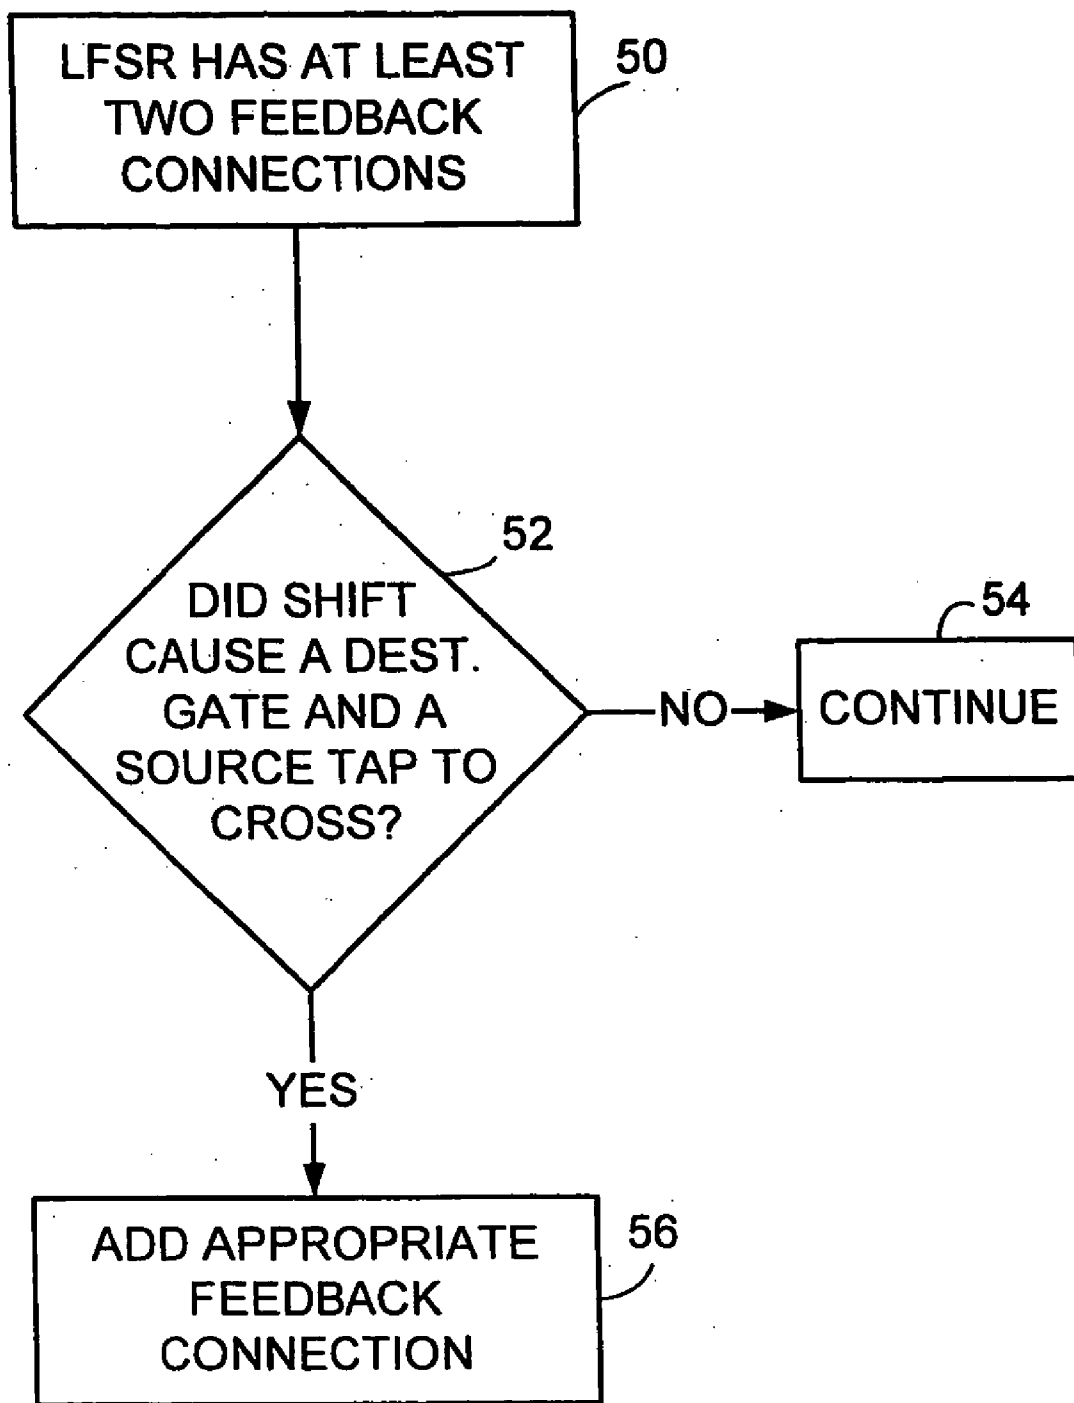 LFSR HAS AT LEAST
TWO FEEDBACK
CONNECTIONS
50
52
DID SHIFT
CAUSE A DEST.
GATE AND A
SOURCE TAP TO
CROSS?
NO
54
CONTINUE
YES
56
ADD APPROPRIATE
FEEDBACK
CONNECTION